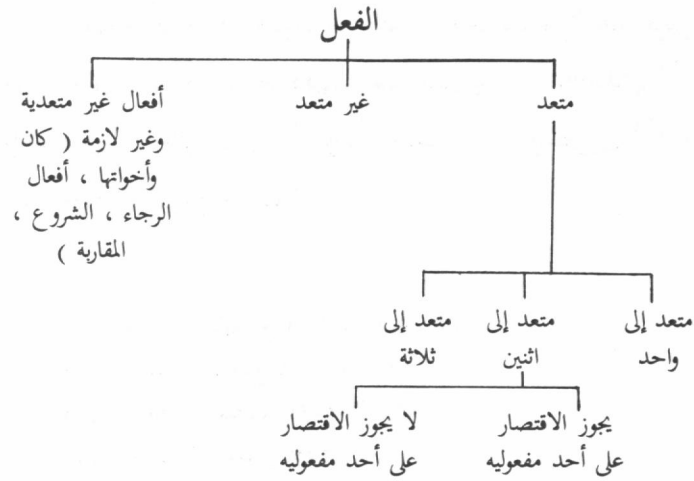 الفعل
متعد
غير متعد
أفعال غير متعدية
وغير لازمة ( كان
وأخواتها ، أفعال
الرجاء ، الشروع ،
المقاربة )
متعد إلى
واحد
متعد إلى
اثنين
متعد إلى
ثلاثة
يجوز الاقتصار
على أحد مفعوليه
لا يجوز الاقتصار
على أحد مفعوليه